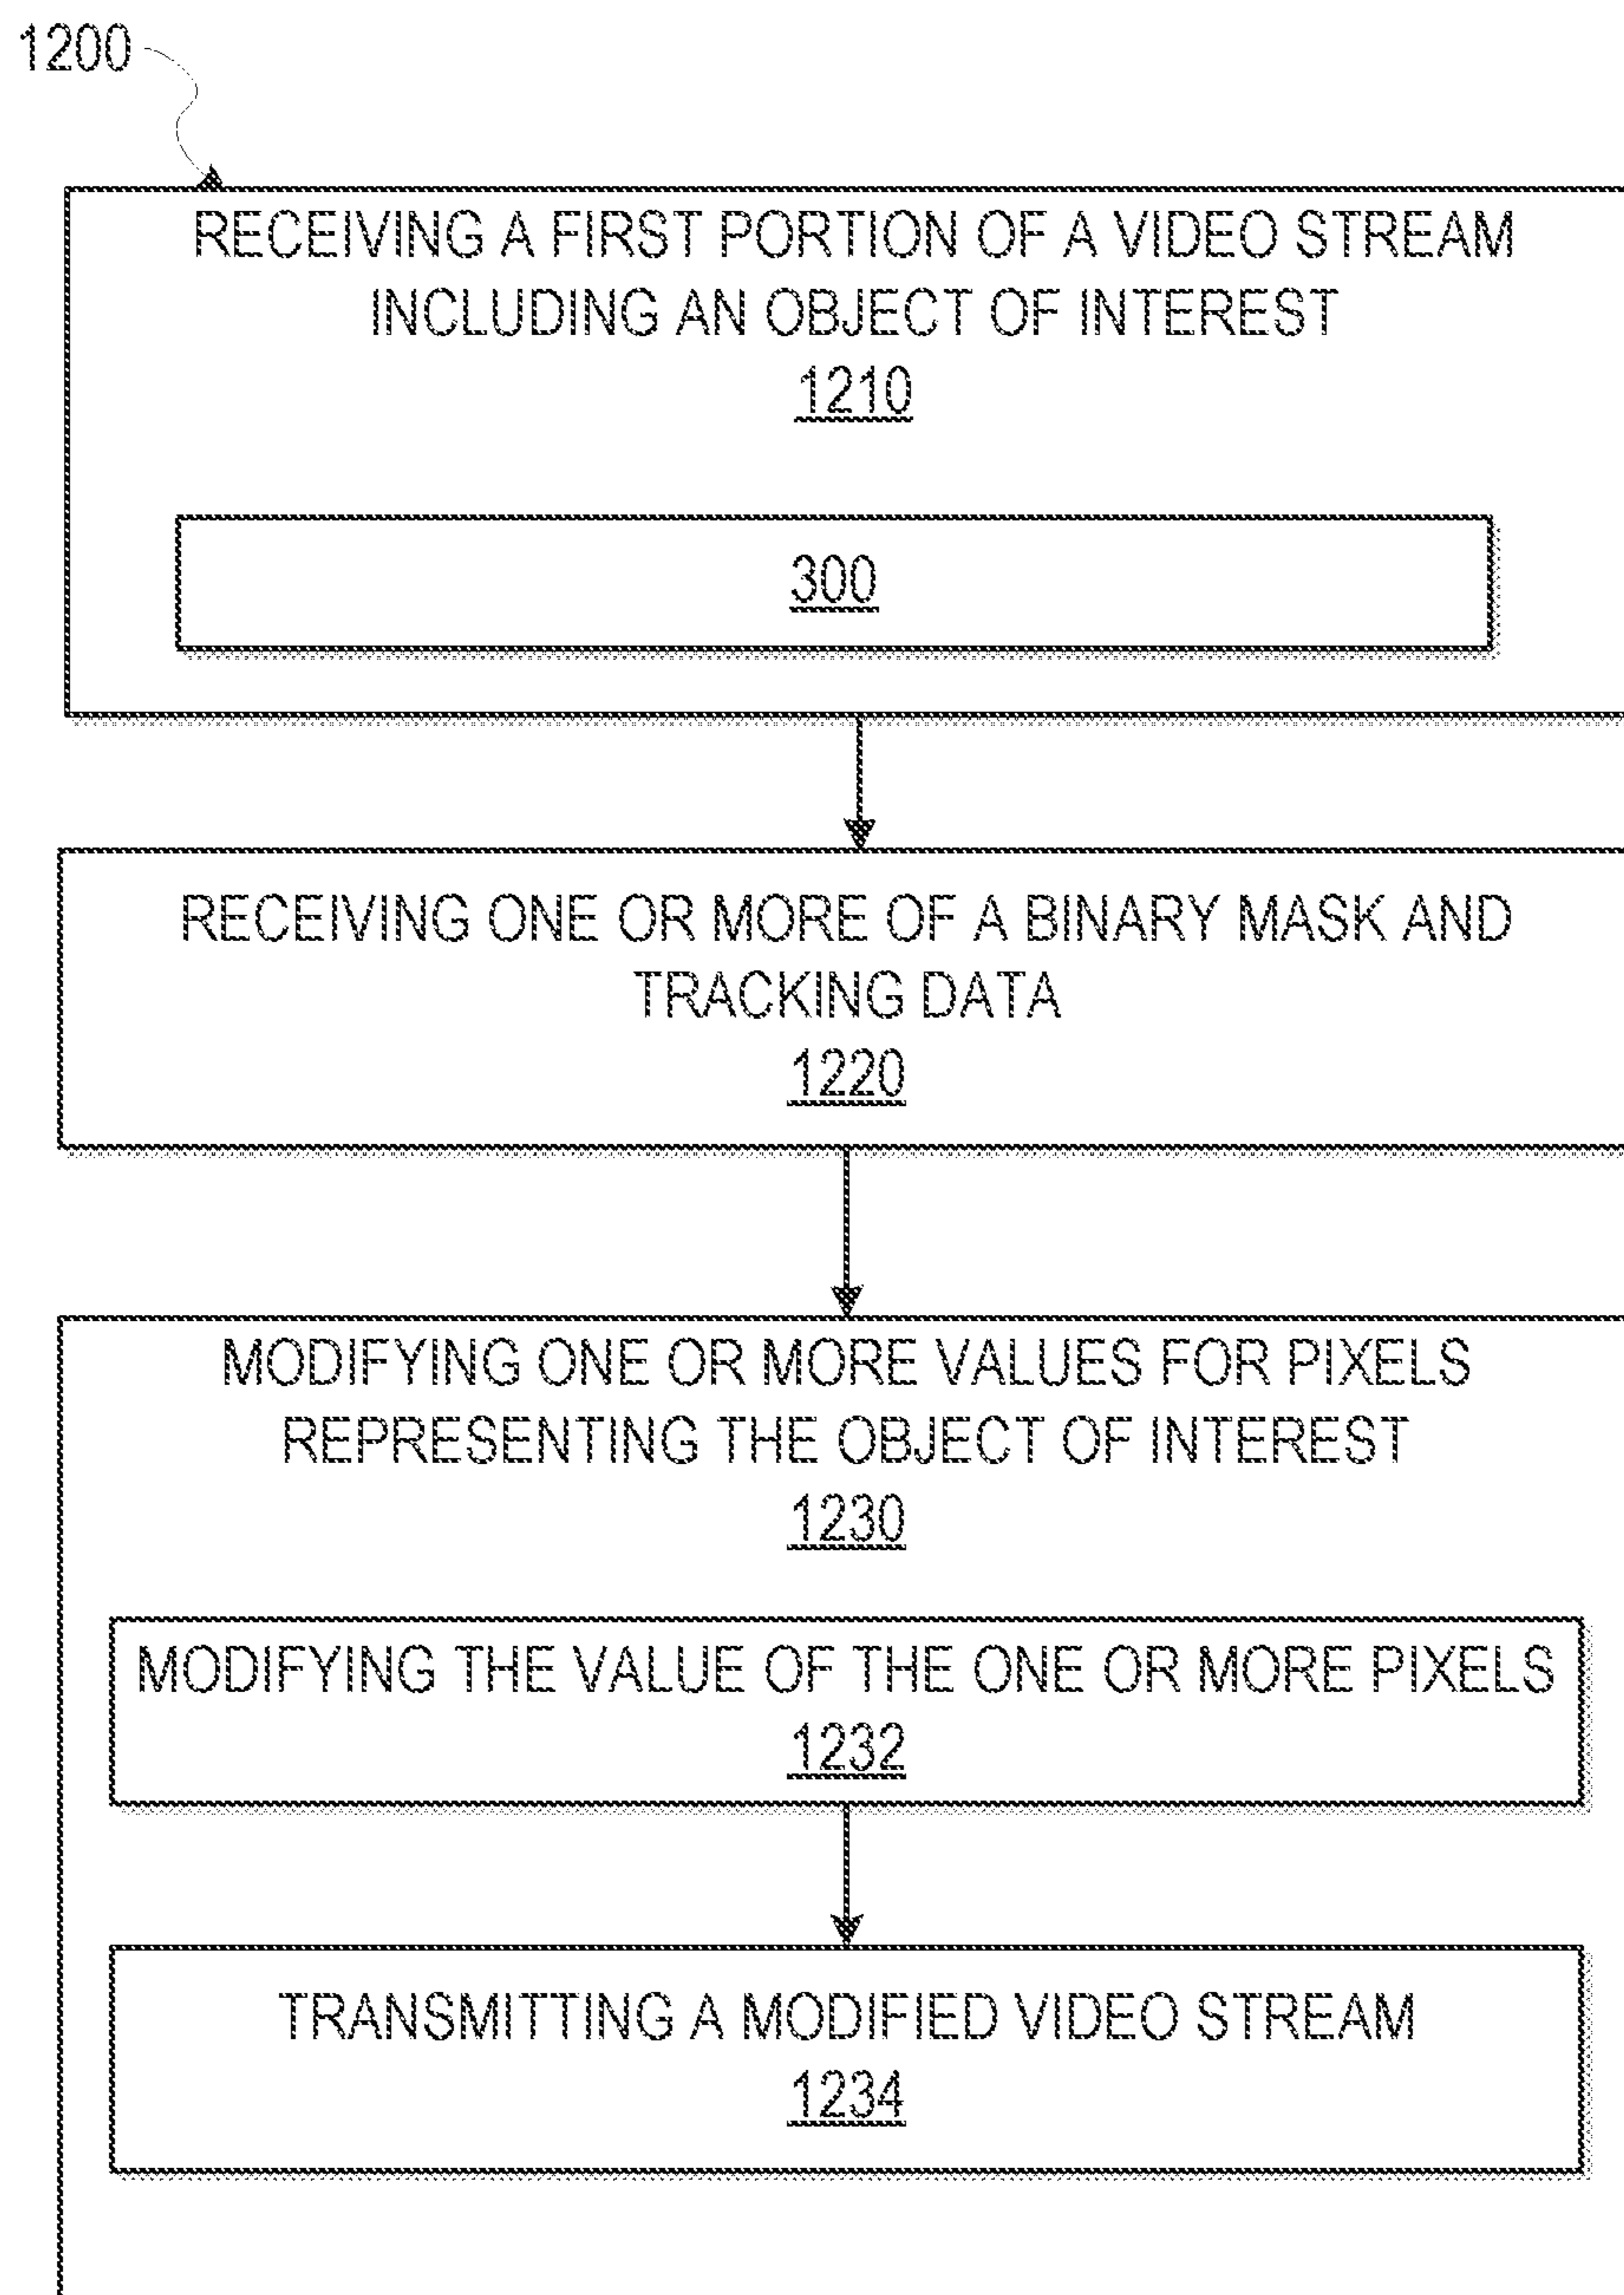 1200
RECEIVING A FIRST PORTION OF A VIDEO STREAM
INCLUDING AN OBJECT OF INTEREST
1210
300
RECEIVING ONE OR MORE OF A BINARY MASK AND
TRACKING DATA
1220
MODIFYING ONE OR MORE VALUES FOR PIXELS
REPRESENTING THE OBJECT OF INTEREST
1230
MODIFYING THE VALUE OF THE ONE OR MORE PIXELS
1232
TRANSMITTING A MODIFIED VIDEO STREAM
1234